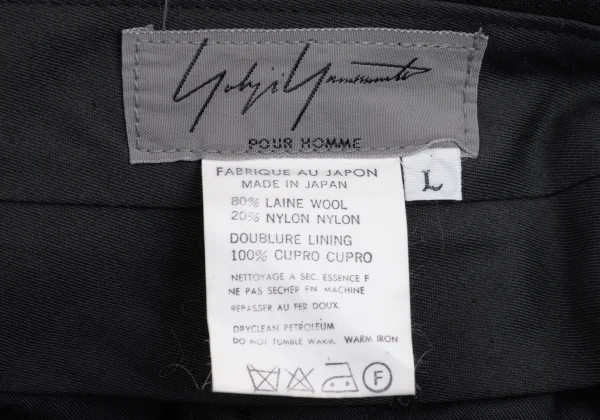 Yohji Yamamoto
POUR HOMME
L
FABRIQUE AU JAPON
MADE IN JAPAN
80% LAINE WOOL
20% NYLON NYLON
DOUBLURE LINING
100% CUPRO CUPRO
NETTOYAGE A SEC. ESSENCE F
NE PAS SECHER EN MACHINE
REPASSER AU FER DOUX.
DRYCLEAN PETROLEUM
DO NOT TUMBLE WARM. WARM IRON
F